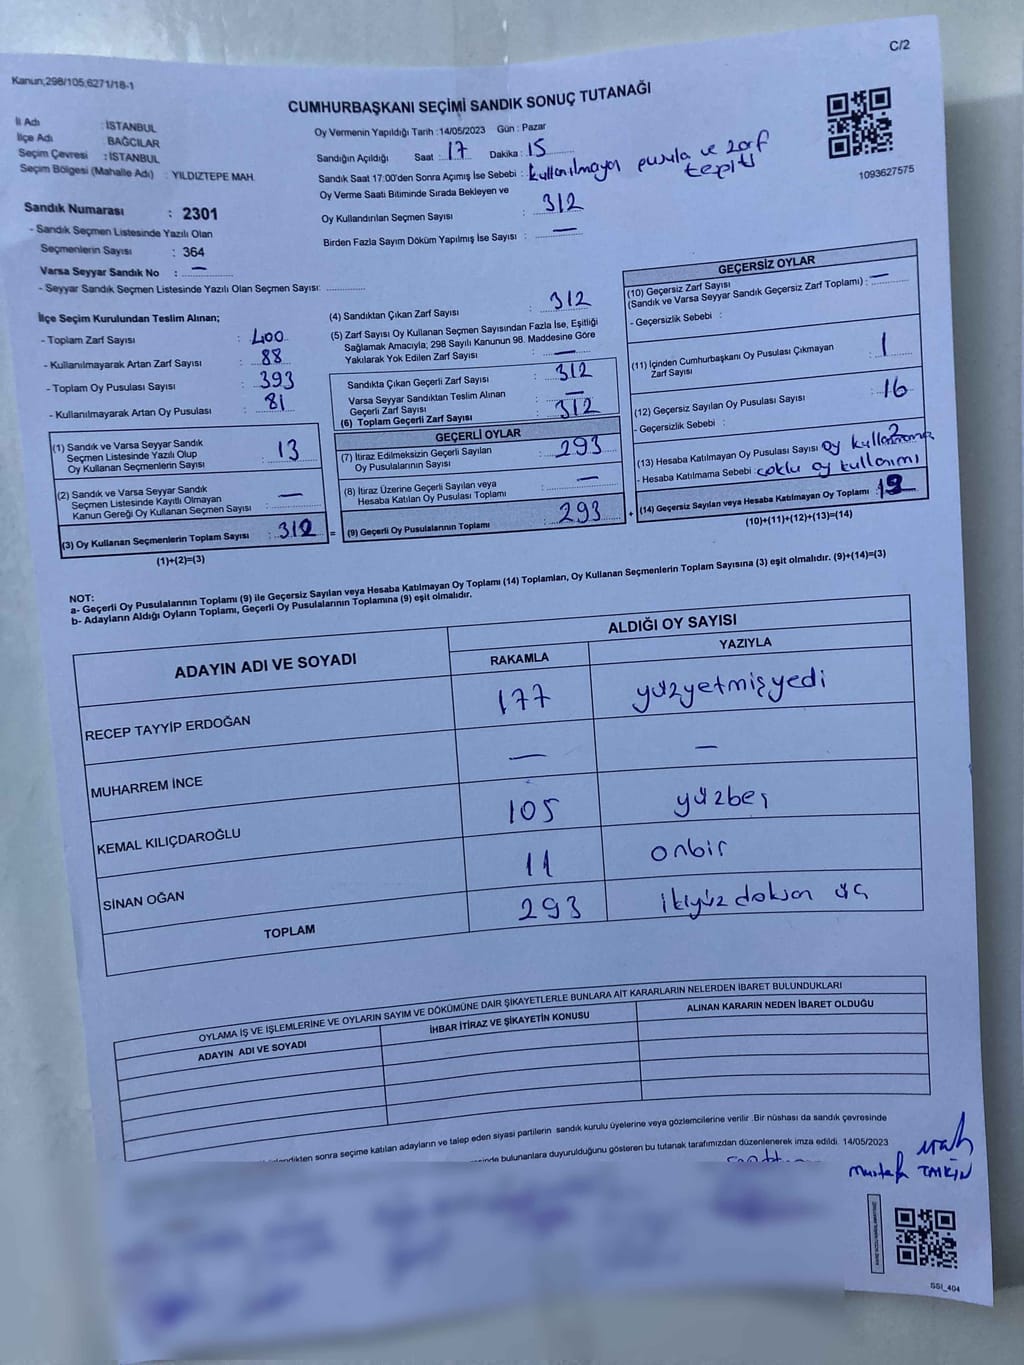 C/2
Kanun;298/105;6271/18-1
CUMHURBAŞKANI SEÇİMİ SANDIK SONUÇ TUTANAĞI
İl Adı : İSTANBUL
İlçe Adı : BAĞCILAR
Seçim Çevresi : İSTANBUL
Seçim Bölgesi (Mahalle Adı) : YILDIZTEPE MAH.
Oy Vermenin Yapıldığı Tarih :14/05/2023 Gün : Pazar
Sandığın Açıldığı Saat : 17 Dakika : 15
Sandık Saat 17:00'den Sonra Açımış İse Sebebi : kullanılmayan pusula ve zarf tespiti
Oy Verme Saati Bitiminde Sırada Bekleyen ve
Oy Kullandırılan Seçmen Sayısı : 312
Birden Fazla Sayım Döküm Yapılmış İse Sayısı : —
1093627575
Sandık Numarası : 2301
- Sandık Seçmen Listesinde Yazılı Olan
Seçmenlerin Sayısı : 364
Varsa Seyyar Sandık No : —
- Seyyar Sandık Seçmen Listesinde Yazılı Olan Seçmen Sayısı:
İlçe Seçim Kurulundan Teslim Alınan;
- Toplam Zarf Sayısı : 400
- Kullanılmayarak Artan Zarf Sayısı : 88
- Toplam Oy Pusulası Sayısı : 393
- Kullanılmayarak Artan Oy Pusulası : 81
(1) Sandık ve Varsa Seyyar Sandık
Seçmen Listesinde Yazılı Olup
Oy Kullanan Seçmenlerin Sayısı : 13
(2) Sandık ve Varsa Seyyar Sandık
Seçmen Listesinde Kayıtlı Olmayan
Kanun Gereği Oy Kullanan Seçmen Sayısı : —
(3) Oy Kullanan Seçmenlerin Toplam Sayısı : 312 =
(1)+(2)=(3)
(4) Sandıktan Çıkan Zarf Sayısı : 312
(5) Zarf Sayısı Oy Kullanan Seçmen Sayısından Fazla İse, Eşitliği
Sağlamak Amacıyla, 298 Sayılı Kanunun 98. Maddesine Göre
Yakılarak Yok Edilen Zarf Sayısı : —
Sandıkta Çıkan Geçerli Zarf Sayısı : 312
Varsa Seyyar Sandıktan Teslim Alınan
Geçerli Zarf Sayısı : —
(6) Toplam Geçerli Zarf Sayısı : 312
GEÇERLİ OYLAR
(7) İtiraz Edilmeksizin Geçerli Sayılan
Oy Pusulalarının Sayısı : 293
(8) İtiraz Üzerine Geçerli Sayılan veya
Hesaba Katılan Oy Pusulası Toplamı : —
(9) Geçerli Oy Pusulalarının Toplamı : 293 +
GEÇERSİZ OYLAR
(10) Geçersiz Zarf Sayısı
(Sandık ve Varsa Seyyar Sandık Geçersiz Zarf Toplamı) : —
- Geçersizlik Sebebi :
(11) İçinden Cumhurbaşkanı Oy Pusulası Çıkmayan
Zarf Sayısı : 1
(12) Geçersiz Sayılan Oy Pusulası Sayısı : 16
- Geçersizlik Sebebi :
(13) Hesaba Katılmayan Oy Pusulası Sayısı : 2 oy kullanmama
- Hesaba Katılmama Sebebi : çoklu oy kullanımı
(14) Geçersiz Sayılan veya Hesaba Katılmayan Oy Toplamı : 19
(10)+(11)+(12)+(13)=(14)
NOT:
a- Geçerli Oy Pusulalarının Toplamı (9) ile Geçersiz Sayılan veya Hesaba Katılmayan Oy Toplamı (14) Toplamları, Oy Kullanan Seçmenlerin Toplam Sayısına (3) eşit olmalıdır. (9)+(14)=(3)
b- Adayların Aldığı Oyların Toplamı, Geçerli Oy Pusulalarının Toplamına (9) eşit olmalıdır.
ADAYIN ADI VE SOYADI ALDIĞI OY SAYISI
RAKAMLA YAZIYLA
RECEP TAYYİP ERDOĞAN 177 yüzyetmişyedi
MUHARREM İNCE — —
KEMAL KILIÇDAROĞLU 105 yüzbeş
SİNAN OĞAN 11 onbir
TOPLAM 293 ikiyüz doksan üç
OYLAMA İŞ VE İŞLEMLERİNE VE OYLARIN SAYIM VE DÖKÜMÜNE DAİR ŞİKAYETLERLE BUNLARA AİT KARARLARIN NELERDEN İBARET BULUNDUKLARI
ADAYIN ADI VE SOYADI İHBAR İTİRAZ VE ŞİKAYETİN KONUSU ALINAN KARARIN NEDEN İBARET OLDUĞU
sonra seçime katılan adayların ve talep eden siyasi partilerin sandık kurulu üyelerine veya gözlemcilerine verilir .Bir nüshası da sandık çevresinde
bulunanlara duyurulduğunu gösteren bu tutanak tarafımızdan düzenlenerek imza edildi. 14/05/2023
SSI_404